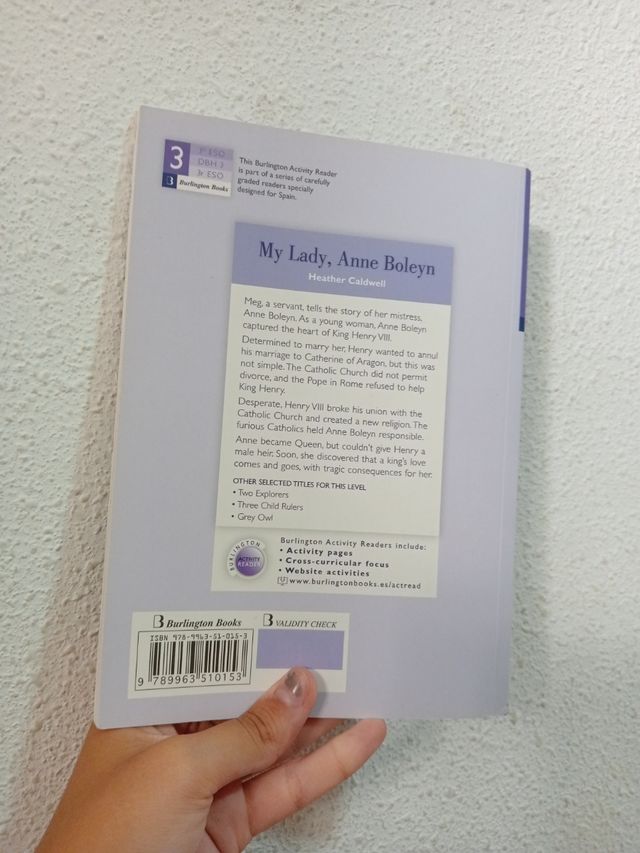 3
3º ESO
DBH 3
3r ESO
B Burlington Books
This Burlington Activity Reader
is part of a series of carefully
graded readers specially
designed for Spain.
My Lady, Anne Boleyn
Heather Caldwell
Meg, a servant, tells the story of her mistress,
Anne Boleyn. As a young woman, Anne Boleyn
captured the heart of King Henry VIII.
Determined to marry her, Henry wanted to annul
his marriage to Catherine of Aragon, but this was
not simple. The Catholic Church did not permit
divorce, and the Pope in Rome refused to help
King Henry.
Desperate, Henry VIII broke his union with the
Catholic Church and created a new religion. The
furious Catholics held Anne Boleyn responsible.
Anne became Queen, but couldn't give Henry a
male heir. Soon, she discovered that a king's love
comes and goes, with tragic consequences for her.
OTHER SELECTED TITLES FOR THIS LEVEL
• Two Explorers
• Three Child Rulers
• Grey Owl
BURLINGTON
ACTIVITY
READER
Burlington Activity Readers include:
• Activity pages
• Cross-curricular focus
• Website activities
www.burlingtonbooks.es/actread
B Burlington Books
ISBN 978-9963-51-015-3
9 789963 510153
B VALIDITY CHECK